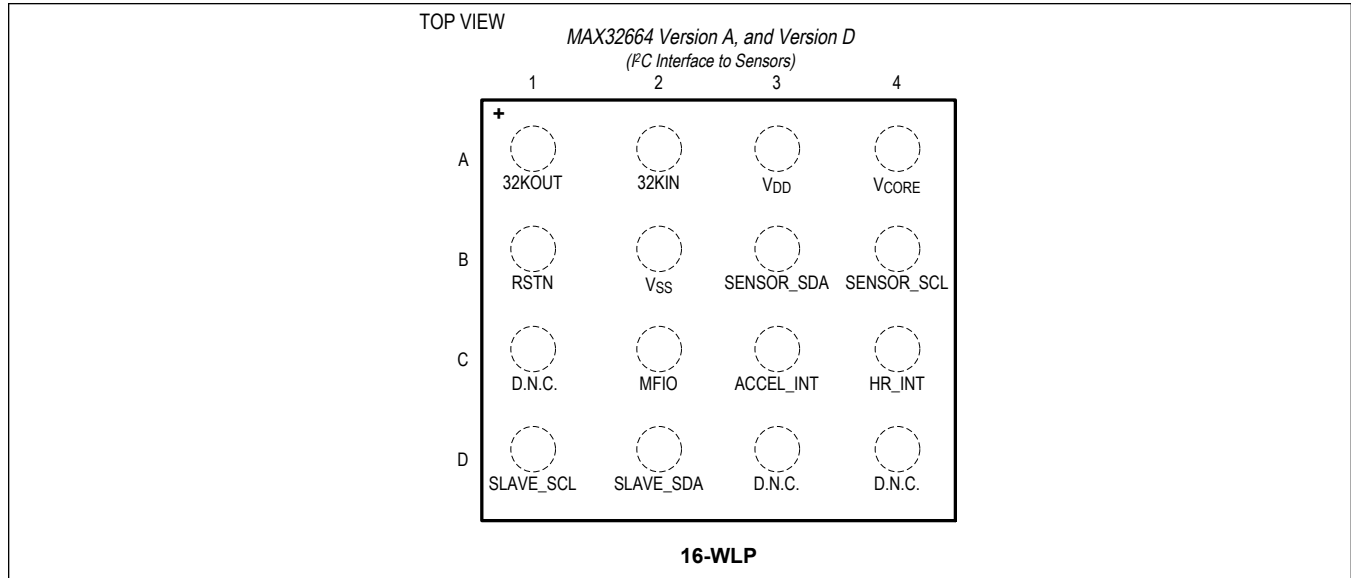 TOP VIEW
MAX32664 Version A, and Version D
(I²C Interface to Sensors)
1 2 3 4
+
A
32KOUT 32KIN VDD VCORE
B
RSTN VSS SENSOR_SDA SENSOR_SCL
C
D.N.C. MFIO ACCEL_INT HR_INT
D
SLAVE_SCL SLAVE_SDA D.N.C. D.N.C.
16-WLP